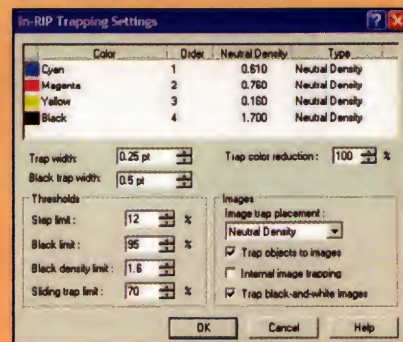 In-RIP Trapping Settings
Color Order Neutral Density Type
Cyan 1 0.610 Neutral Density
Magenta 2 0.760 Neutral Density
Yellow 3 0.160 Neutral Density
Black 4 1.700 Neutral Density
Trap width: 0.25 pt Trap color reduction: 100 %
Black trap width: 0.5 pt
Thresholds
Step limit: 12 %
Black limit: 95 %
Black density limit: 1.6
Sliding trap limit: 70 %
Images
Image trap placement:
Neutral Density
Trap objects to images
Internal image trapping
Trap black-and-white images
OK Cancel Help